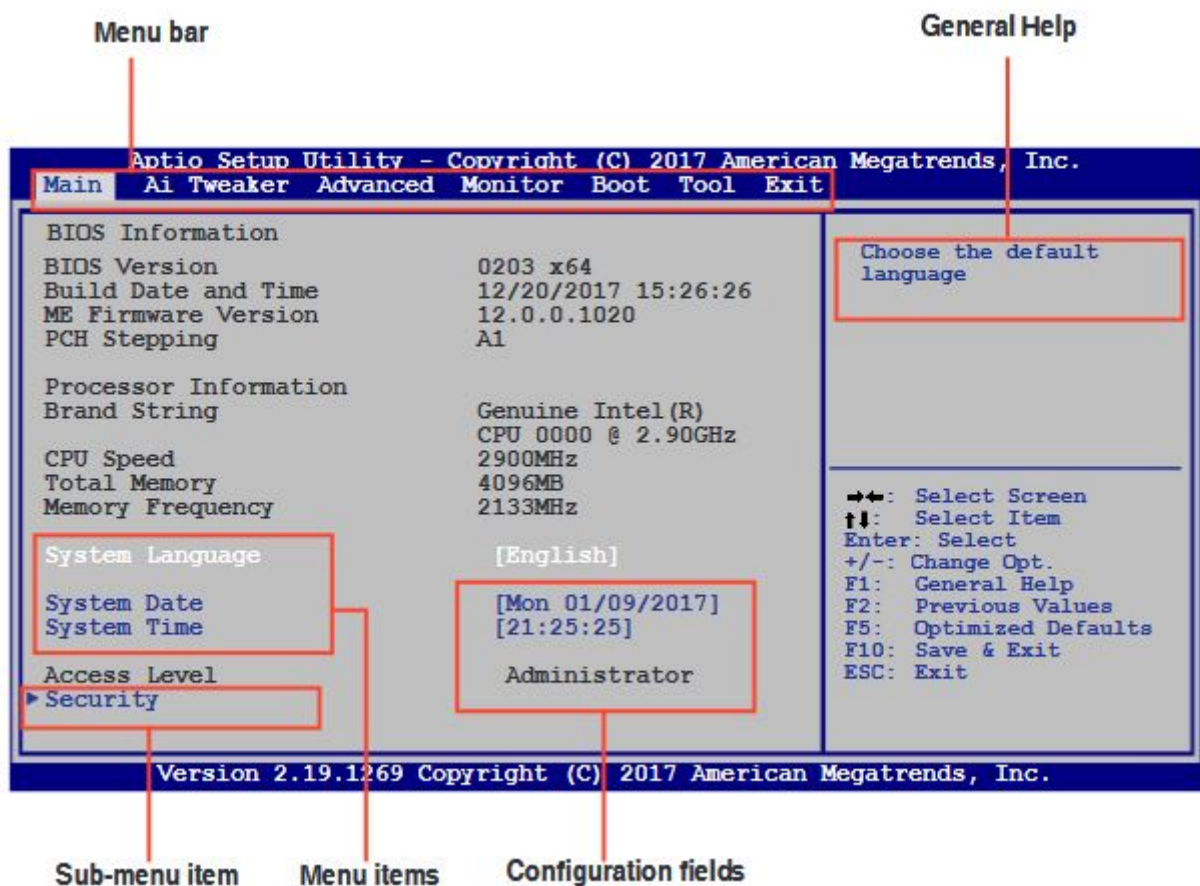 Menu bar
General Help
Aptio Setup Utility - Copyright (C) 2017 American Megatrends, Inc.
Main Ai Tweaker Advanced Monitor Boot Tool Exit
BIOS Information
BIOS Version 0203 x64
Build Date and Time 12/20/2017 15:26:26
ME Firmware Version 12.0.0.1020
PCH Stepping A1
Processor Information
Brand String Genuine Intel(R)
CPU 0000 @ 2.90GHz
CPU Speed 2900MHz
Total Memory 4096MB
Memory Frequency 2133MHz
System Language [English]
System Date [Mon 01/09/2017]
System Time [21:25:25]
Access Level Administrator
Security
Choose the default
language
→←: Select Screen
↑↓: Select Item
Enter: Select
+/-: Change Opt.
F1: General Help
F2: Previous Values
F5: Optimized Defaults
F10: Save & Exit
ESC: Exit
Version 2.19.1269 Copyright (C) 2017 American Megatrends, Inc.
Sub-menu item
Menu items
Configuration fields